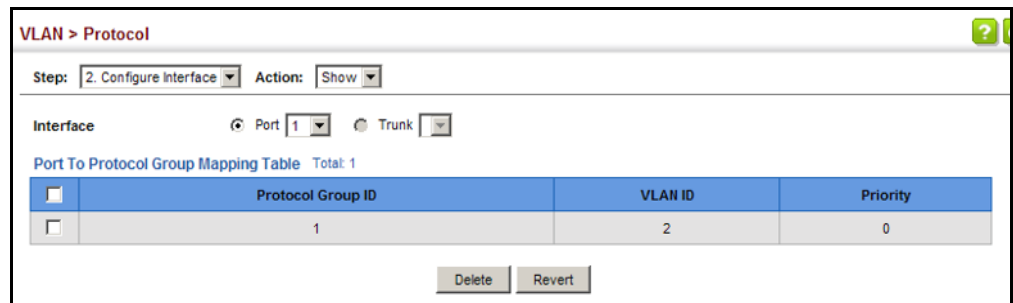 VLAN > Protocol
?
Step: 2. Configure Interface Action: Show
Interface Port 1 Trunk
Port To Protocol Group Mapping Table Total: 1
Protocol Group ID VLAN ID Priority
1 2 0
Delete Revert